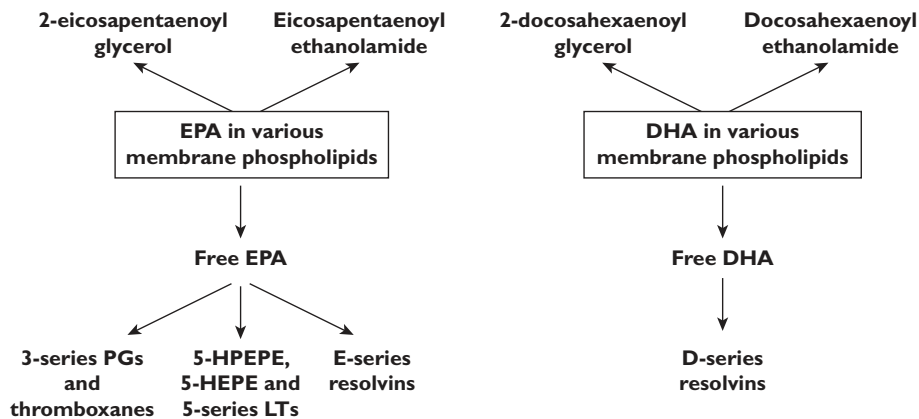 2-eicosapentaenoyl
glycerol
Eicosapentaenoyl
ethanolamide
2-docosahexaenoyl
glycerol
Docosahexaenoyl
ethanolamide
EPA in various
membrane phospholipids
DHA in various
membrane phospholipids
Free EPA
Free DHA
3-series PGs
and
thromboxanes
5-HPEPE,
5-HEPE and
5-series LTs
E-series
resolvins
D-series
resolvins